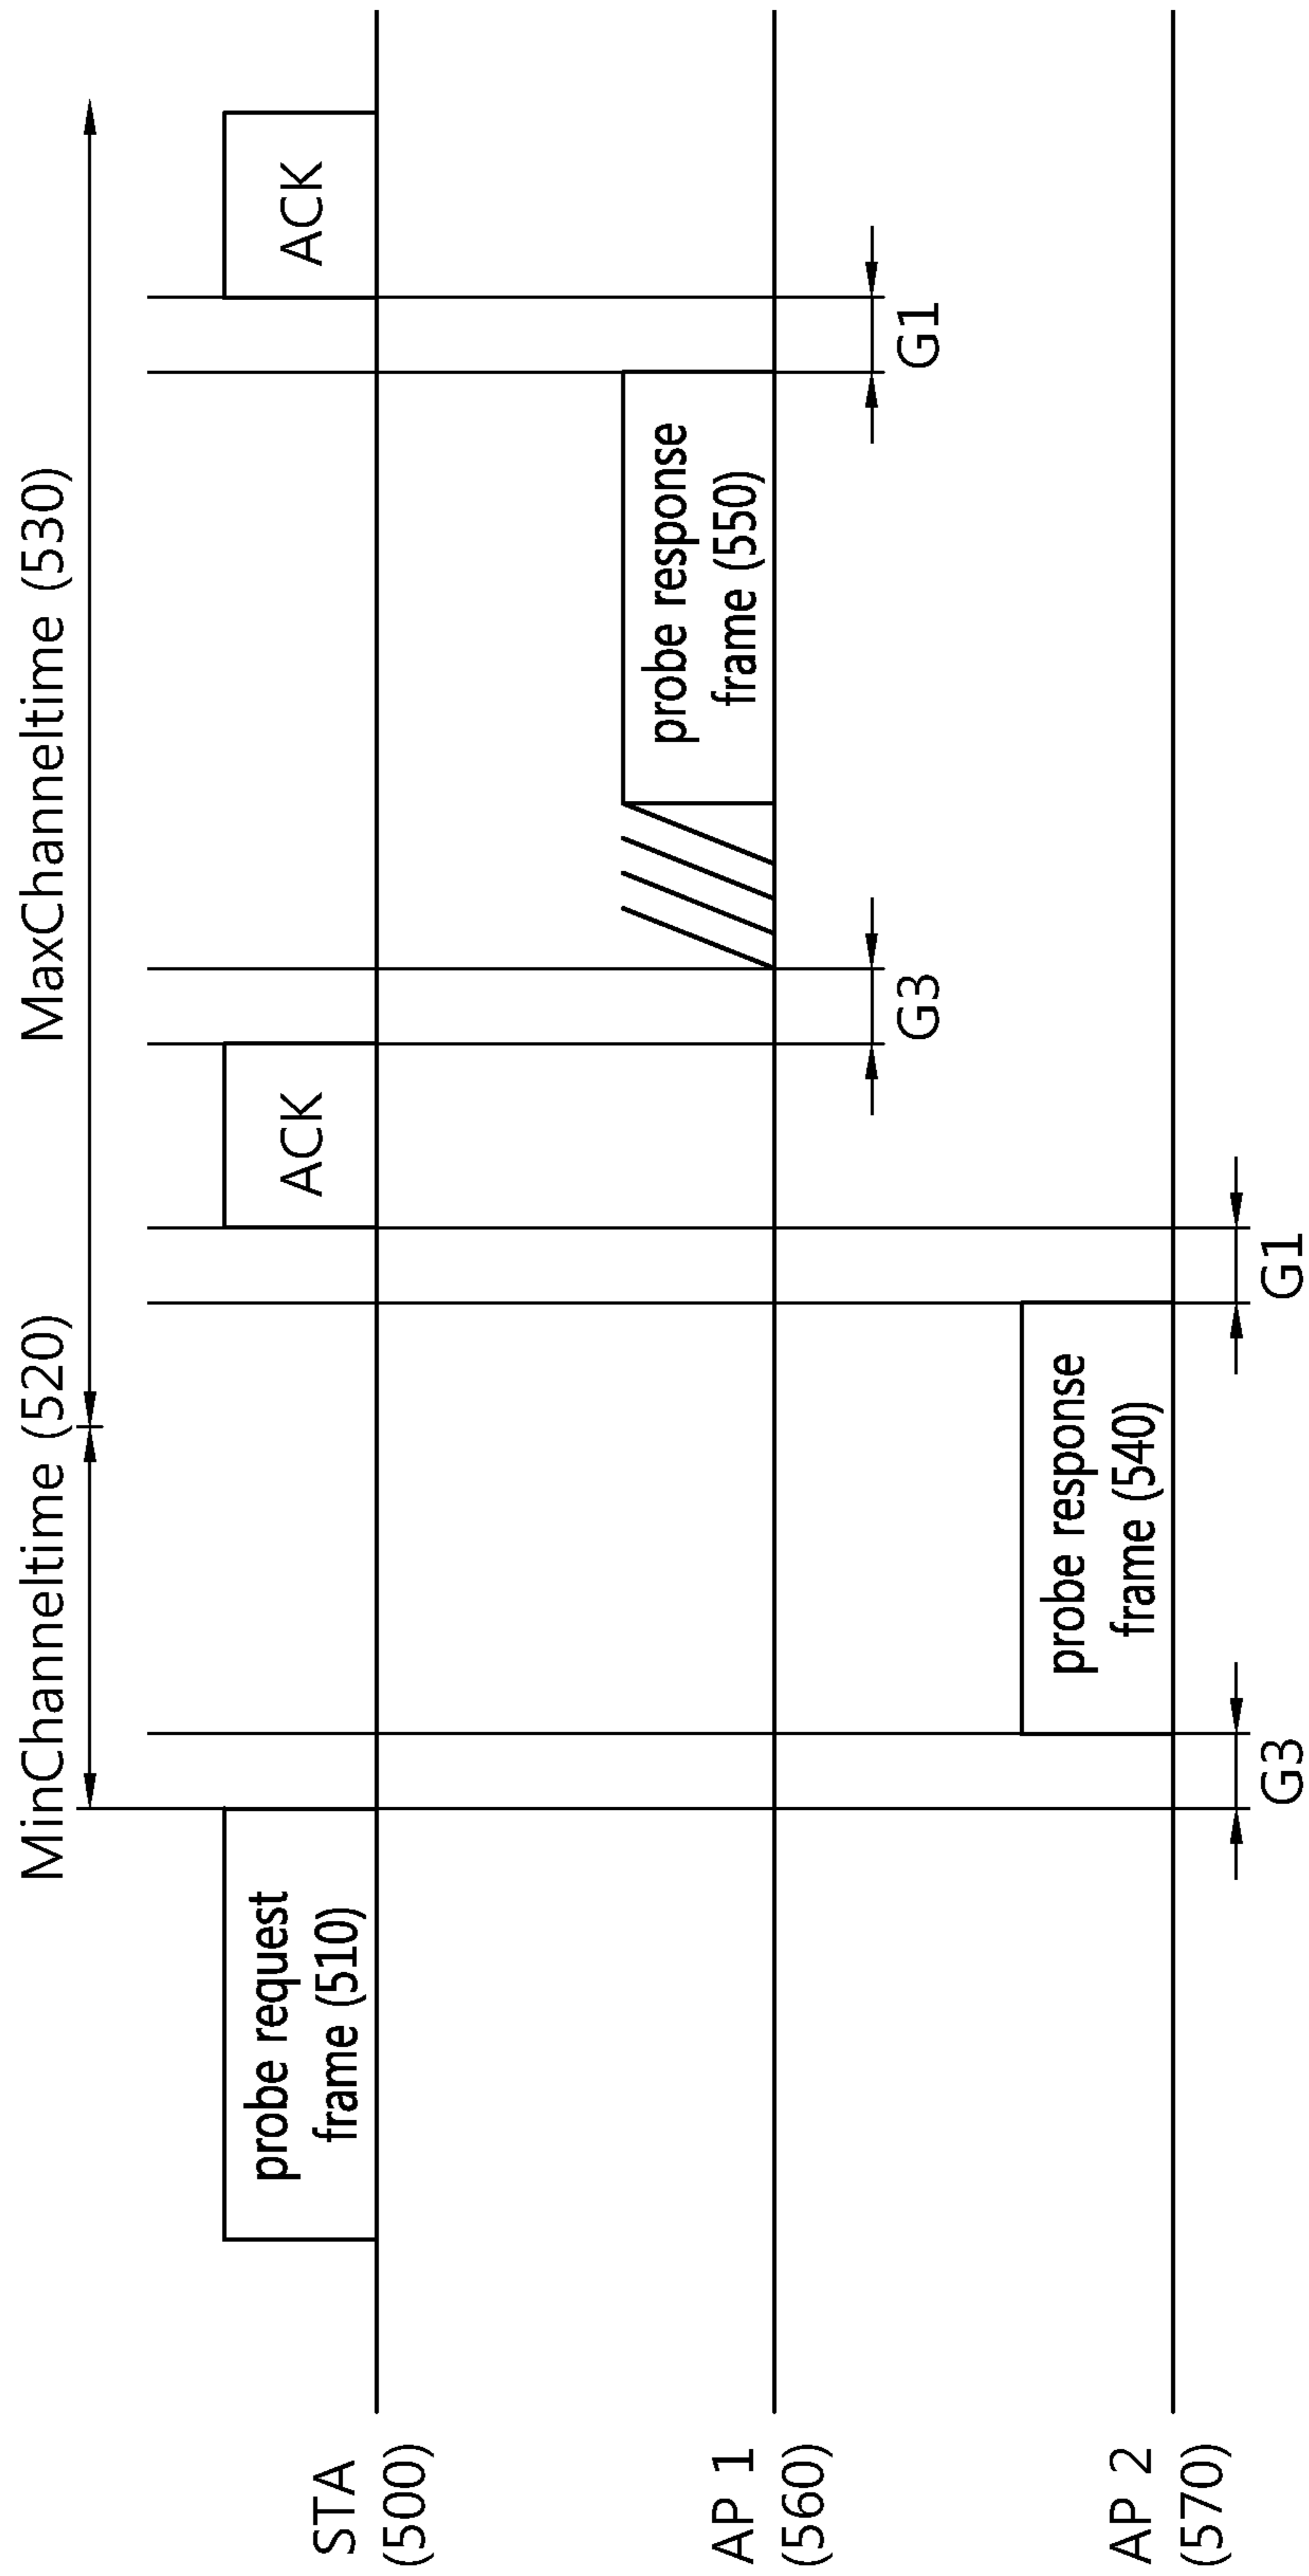 MinChanneltime (520)
MaxChanneltime (530)
STA
(500)
probe request
frame (510)
ACK
ACK
AP 1
(560)
probe response
frame (550)
G3
G1
AP 2
(570)
probe response
frame (540)
G3
G1